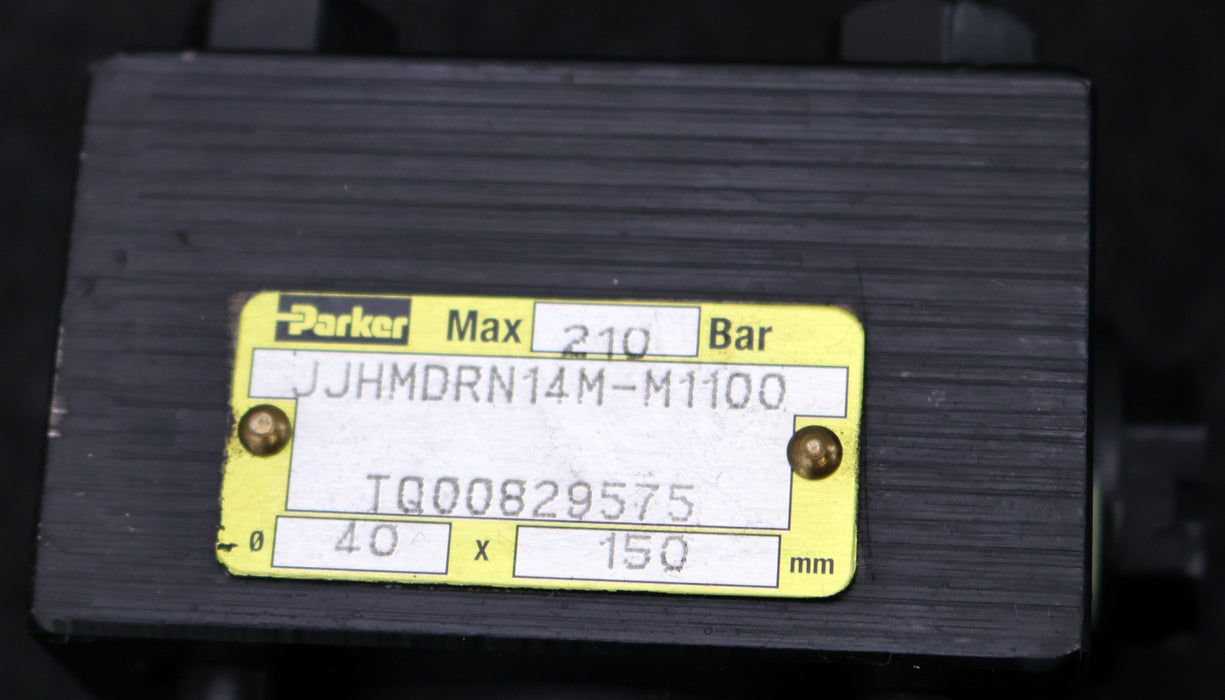 Parker Max 210 Bar
JJHMDRN14M-M1100
TQ00829575
ø 40 x 150 mm